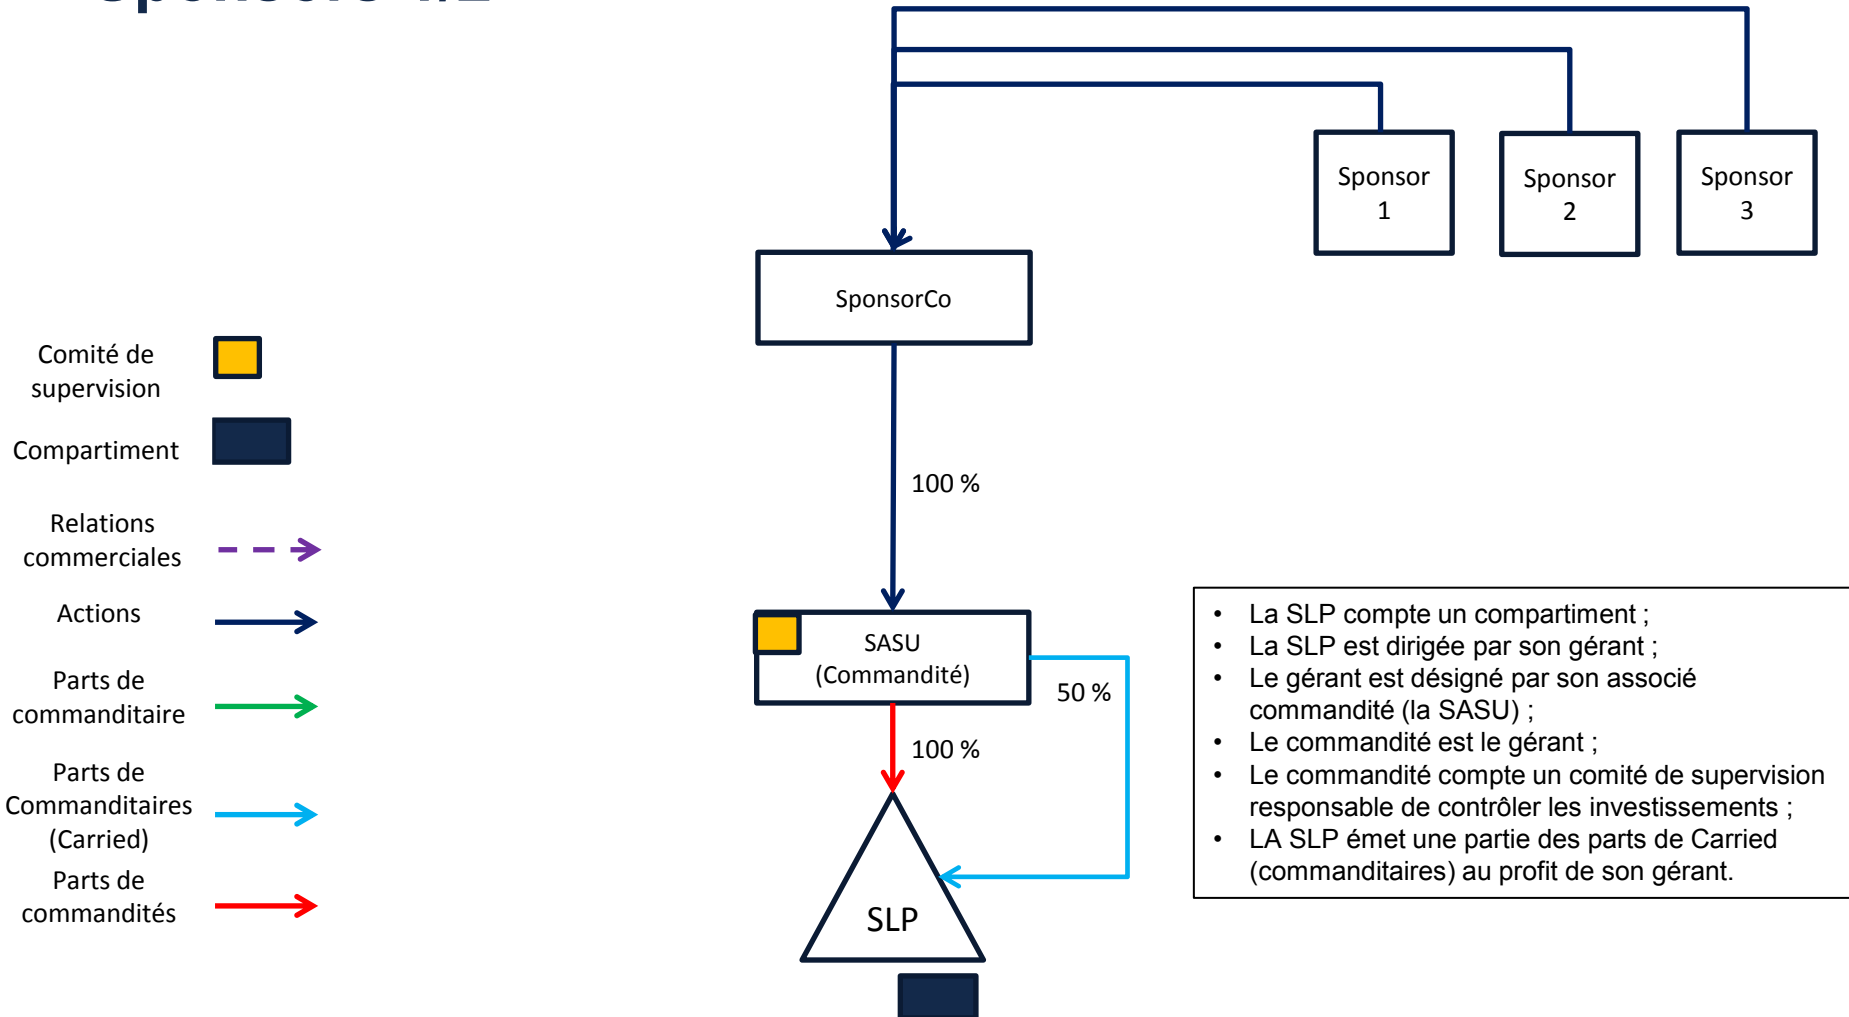 Sponsor
1
Sponsor
2
Sponsor
3
SponsorCo
Comité de
supervision
Compartiment
Relations
commerciales
Actions
Parts de
commanditaire
Parts de
Commanditaires
(Carried)
Parts de
commandités
100 %
SASU
(Commandité)
50 %
100 %
SLP
• La SLP compte un compartiment ;
• La SLP est dirigée par son gérant ;
• Le gérant est désigné par son associé
commandité (la SASU) ;
• Le commandité est le gérant ;
• Le commandité compte un comité de supervision
responsable de contrôler les investissements ;
• LA SLP émet une partie des parts de Carried
(commanditaires) au profit de son gérant.